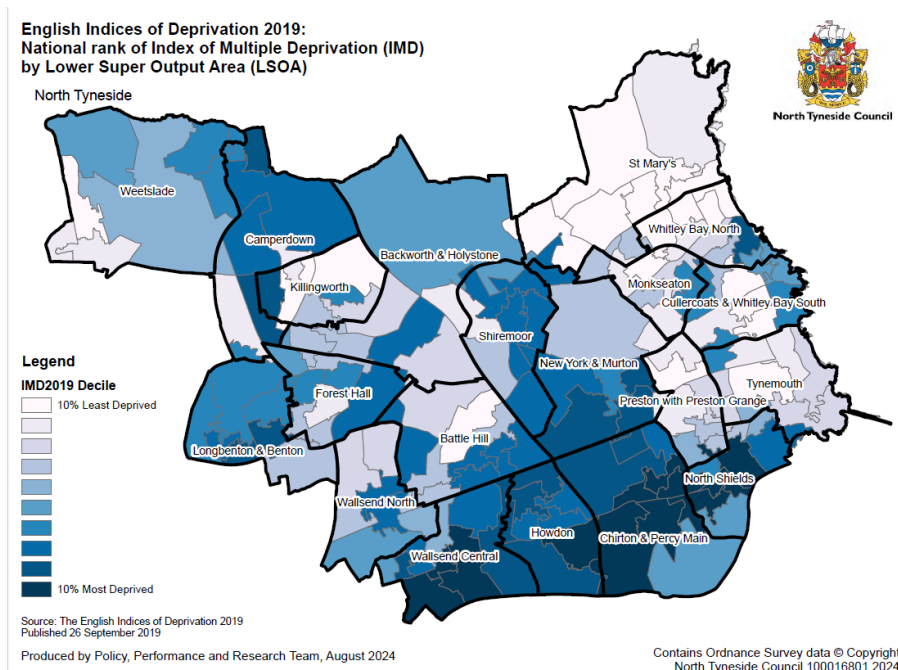 English Indices of Deprivation 2019:
National rank of Index of Multiple Deprivation (IMD)
by Lower Super Output Area (LSOA)
North Tyneside
North Tyneside Council
St Mary's
Weetslade
Whitley Bay North
Camperdown
Backworth & Holystone
Killingworth
Monkseaton
Cullercoats & Whitley Bay South
Shiremoor
New York & Murton
Legend
IMD2019 Decile
10% Least Deprived
Forest Hall
Tynemouth
Preston with Preston Grange
Battle Hill
Longbenton & Benton
North Shields
Wallsend North
Howdon
Chirton & Percy Main
Wallsend Central
10% Most Deprived
Source: The English Indices of Deprivation 2019
Published 26 September 2019
Produced by Policy, Performance and Research Team, August 2024
Contains Ordnance Survey data © Copyright
North Tyneside Council 100016801 2024